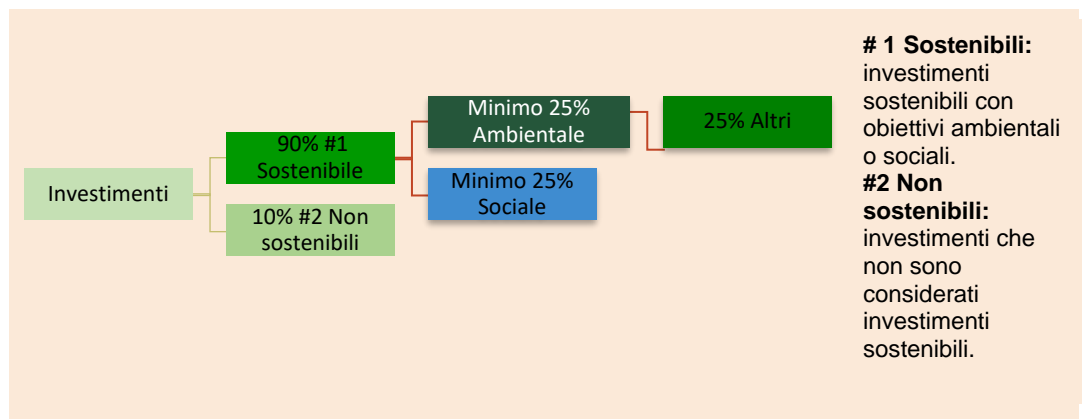 Investimenti
90% #1
Sostenibile
10% #2 Non
sostenibili
Minimo 25%
Ambientale
Minimo 25%
Sociale
25% Altri
# 1 Sostenibili:
investimenti
sostenibili con
obiettivi ambientali
o sociali.
#2 Non
sostenibili:
investimenti che
non sono
considerati
investimenti
sostenibili.